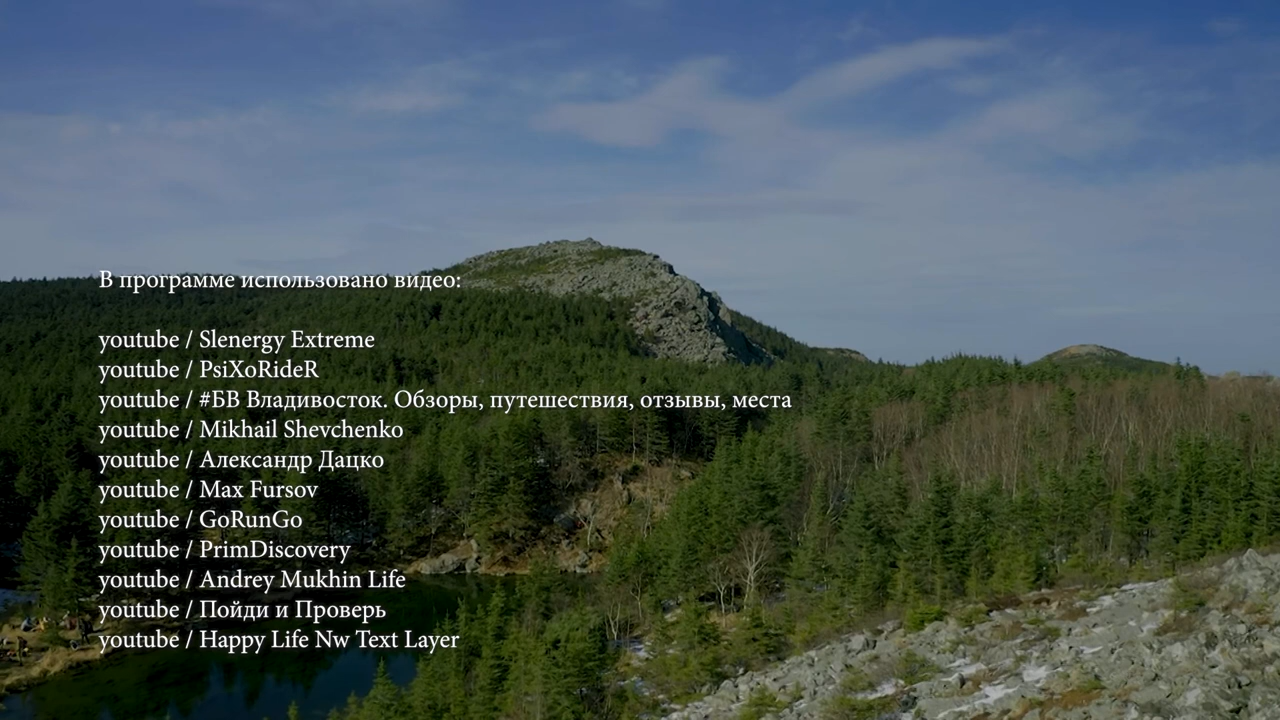 В программе использовано видео:
youtube / Slenergy Extreme
youtube / PsiXoRideR
youtube / #БВ Владивосток. Обзоры, путешествия, отзывы, места
youtube / Mikhail Shevchenko
youtube / Александр Дацко
youtube / Max Fursov
youtube / GoRunGo
youtube / PrimDiscovery
youtube / Andrey Mukhin Life
youtube / Пойди и Проверь
youtube / Happy Life Nw Text Layer